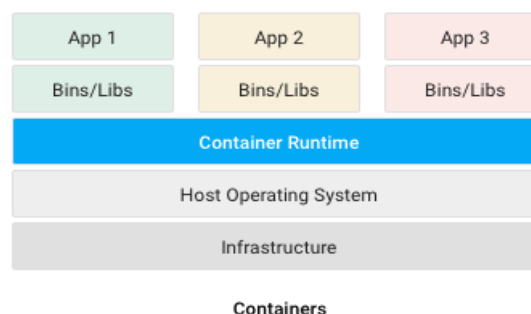 App 1 App 2 App 3
Bins/Libs Bins/Libs Bins/Libs
Container Runtime
Host Operating System
Infrastructure
Containers